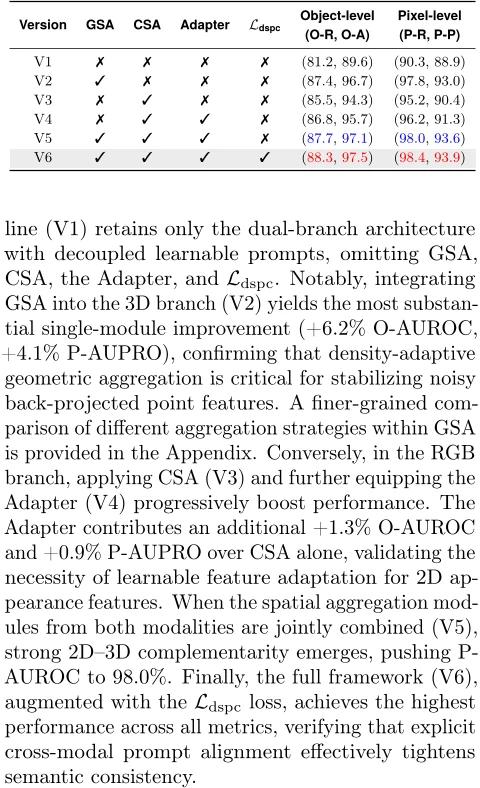 Version GSA CSA Adapter ℒdspc Object-level (O-R, O-A) Pixel-level (P-R, P-P)
V1 ✗ ✗ ✗ ✗ (81.2, 89.6) (90.3, 88.9)
V2 ✓ ✗ ✗ ✗ (87.4, 96.7) (97.8, 93.0)
V3 ✗ ✓ ✗ ✗ (85.5, 94.3) (95.2, 90.4)
V4 ✗ ✓ ✓ ✗ (86.8, 95.7) (96.2, 91.3)
V5 ✓ ✓ ✓ ✗ (87.7, 97.1) (98.0, 93.6)
V6 ✓ ✓ ✓ ✓ (88.3, 97.5) (98.4, 93.9)
line (V1) retains only the dual-branch architecture
with decoupled learnable prompts, omitting GSA,
CSA, the Adapter, and ℒdspc. Notably, integrating
GSA into the 3D branch (V2) yields the most substan-
tial single-module improvement (+6.2% O-AUROC,
+4.1% P-AUPRO), confirming that density-adaptive
geometric aggregation is critical for stabilizing noisy
back-projected point features. A finer-grained com-
parison of different aggregation strategies within GSA
is provided in the Appendix. Conversely, in the RGB
branch, applying CSA (V3) and further equipping the
Adapter (V4) progressively boost performance. The
Adapter contributes an additional +1.3% O-AUROC
and +0.9% P-AUPRO over CSA alone, validating the
necessity of learnable feature adaptation for 2D ap-
pearance features. When the spatial aggregation mod-
ules from both modalities are jointly combined (V5),
strong 2D–3D complementarity emerges, pushing P-
AUROC to 98.0%. Finally, the full framework (V6),
augmented with the ℒdspc loss, achieves the highest
performance across all metrics, verifying that explicit
cross-modal prompt alignment effectively tightens
semantic consistency.